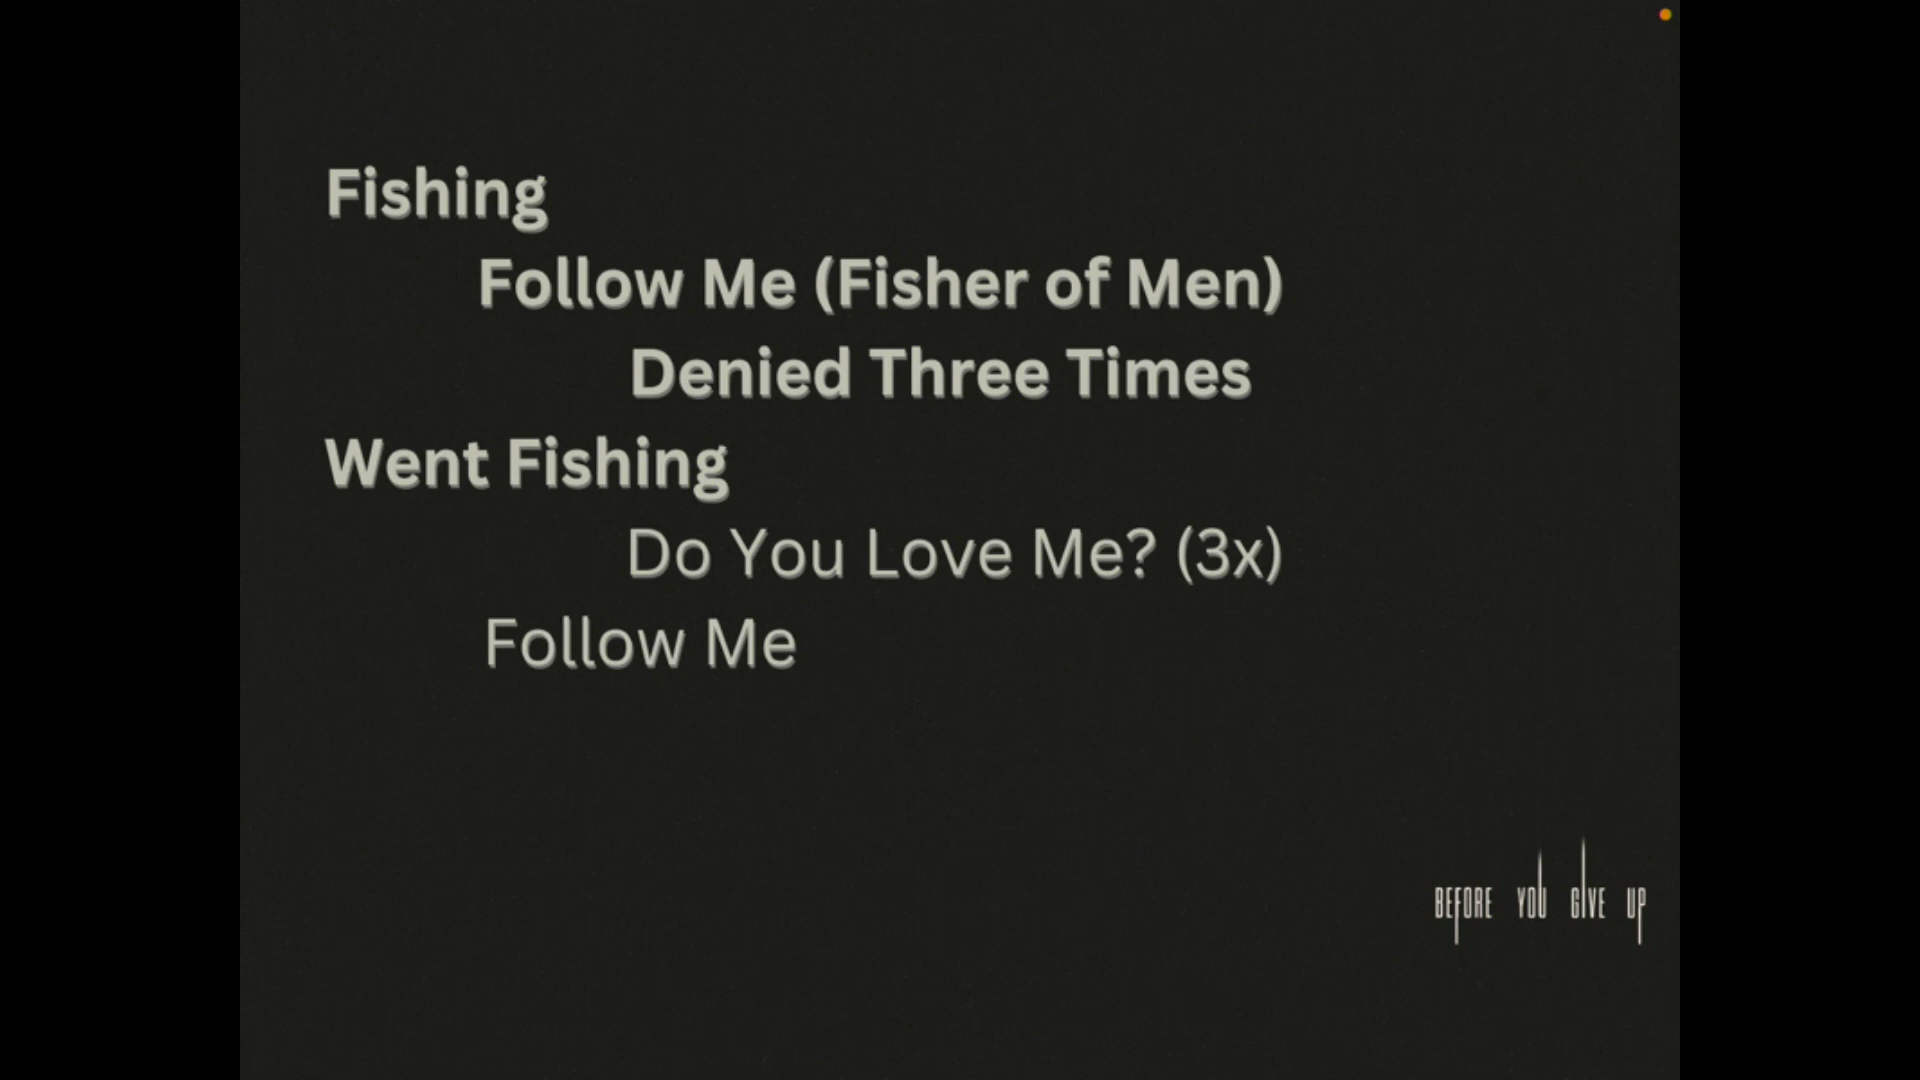 Fishing
Follow Me (Fisher of Men)
Denied Three Times
Went Fishing
Do You Love Me? (3x)
Follow Me
BEFORE YOU GIVE UP